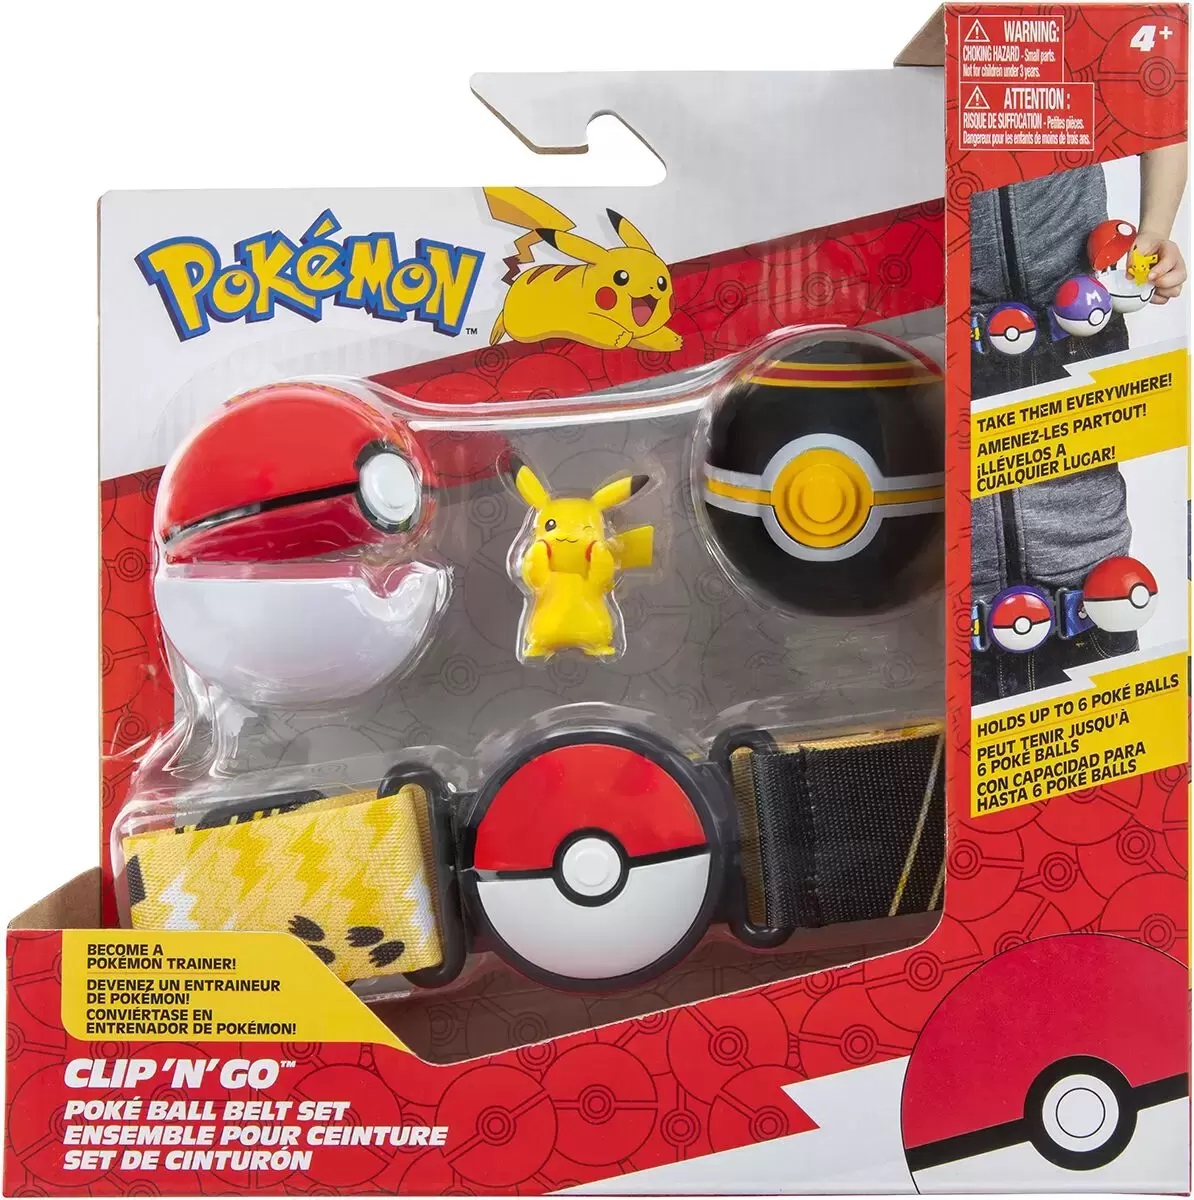 POKéMON™
WARNING:
CHOKING HAZARD - Small parts.
Not for children under 3 years.
ATTENTION :
RISQUE DE SUFFOCATION - Petites pièces.
Dangereux pour les enfants de moins de trois ans.
4+
M
TAKE THEM EVERYWHERE!
AMENEZ-LES PARTOUT!
¡LLÉVELOS A
CUALQUIER LUGAR!
HOLDS UP TO 6 POKÉ BALLS
PEUT TENIR JUSQU'À
6 POKÉ BALLS
CON CAPACIDAD PARA
HASTA 6 POKÉ BALLS
BECOME A
POKÉMON TRAINER!
DEVENEZ UN ENTRAINEUR
DE POKÉMON!
CONVIÉRTASE EN
ENTRENADOR DE POKÉMON!
CLIP 'N' GO™
POKÉ BALL BELT SET
ENSEMBLE POUR CEINTURE
SET DE CINTURÓN